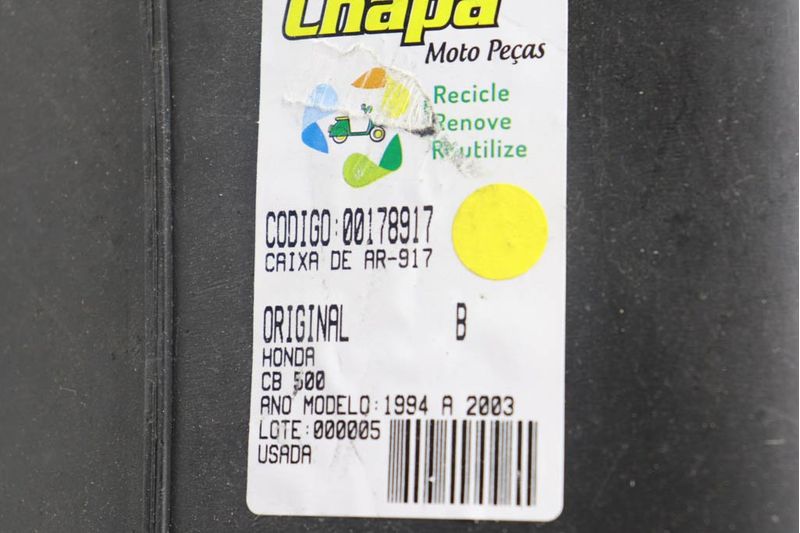 Chapa
Moto Peças
Recicle
Renove
Reutilize
CODIGO:00178917
CAIXA DE AR-917
ORIGINAL B
HONDA
CB 500
ANO MODELO:1994 A 2003
LOTE:000005
USADA